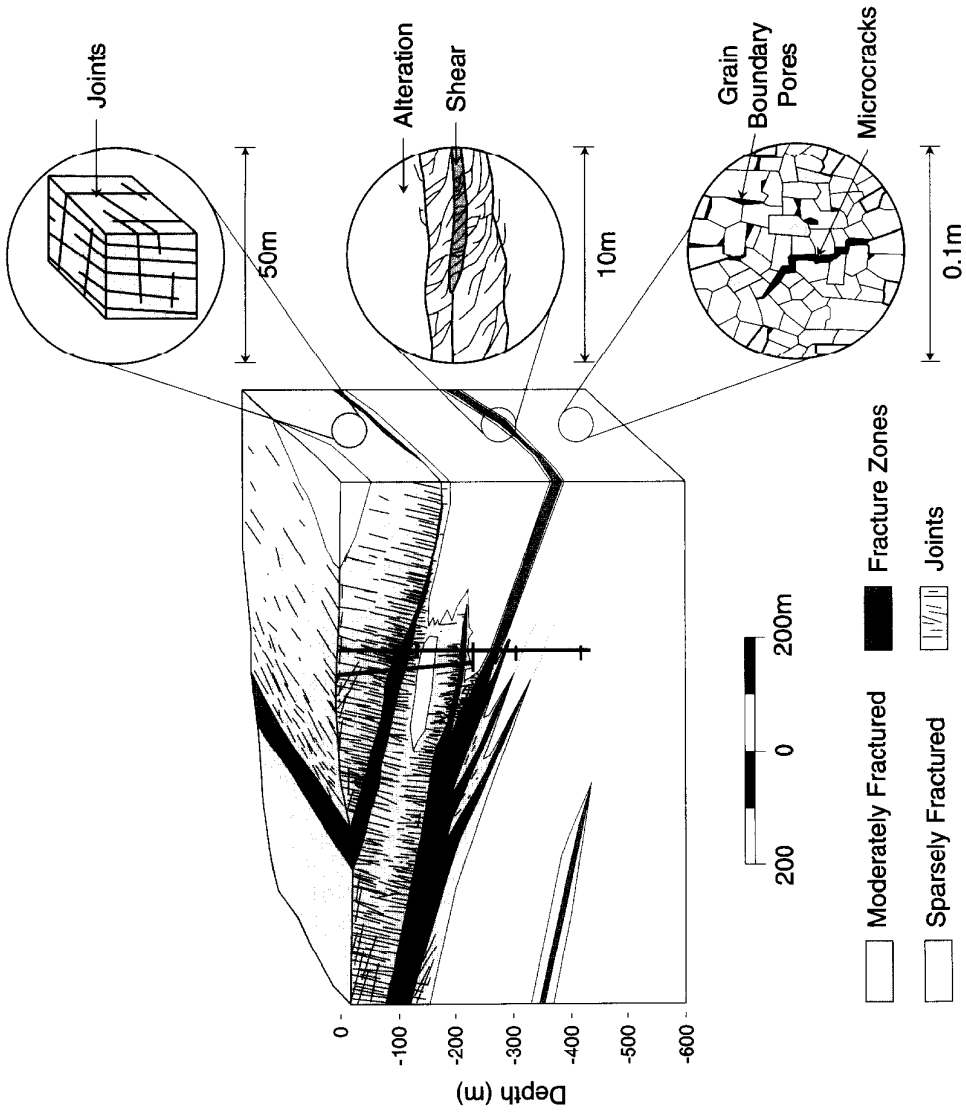 Joints
50m
Alteration
Shear
10m
Grain
Boundary
Pores
Microcracks
0.1m
Depth (m)
0
-100
-200
-300
-400
-500
-600
200
0
200m
Moderately Fractured
Fracture Zones
Sparsely Fractured
Joints